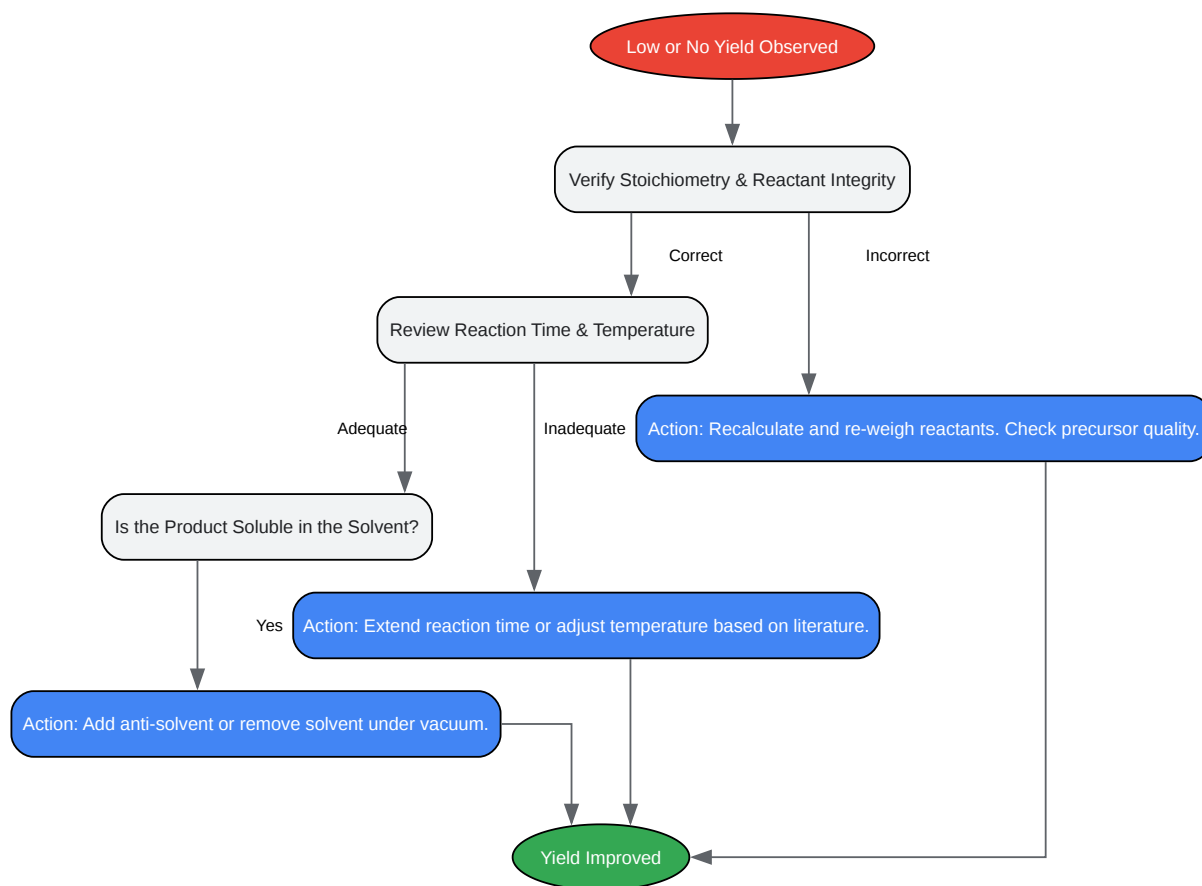 Low or No Yield Observed
Verify Stoichiometry & Reactant Integrity
Correct
Incorrect
Review Reaction Time & Temperature
Adequate
Inadequate
Action: Recalculate and re-weigh reactants. Check precursor quality.
Is the Product Soluble in the Solvent?
Yes
Action: Extend reaction time or adjust temperature based on literature.
Action: Add anti-solvent or remove solvent under vacuum.
Yield Improved